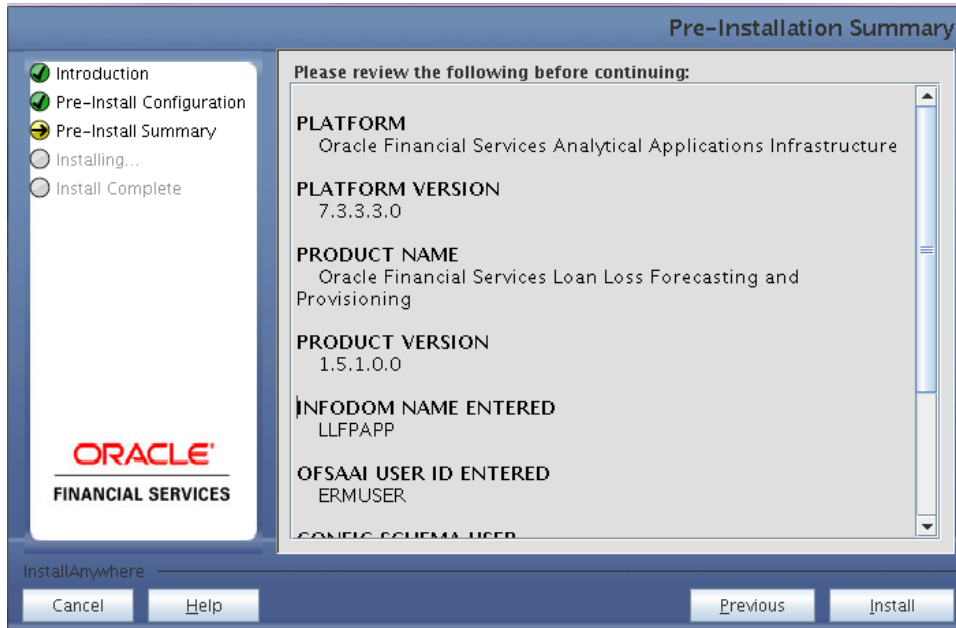 Pre-Installation Summary
Introduction
Pre-Install Configuration
Pre-Install Summary
Installing...
Install Complete
ORACLE
FINANCIAL SERVICES
Please review the following before continuing:
PLATFORM
Oracle Financial Services Analytical Applications Infrastructure
PLATFORM VERSION
7.3.3.3.0
PRODUCT NAME
Oracle Financial Services Loan Loss Forecasting and
Provisioning
PRODUCT VERSION
1.5.1.0.0
INFODOM NAME ENTERED
LLFPAPP
OFSAAI USER ID ENTERED
ERMUSER
CONFIG SCHEMA USER
InstallAnywhere
Cancel
Help
Previous
Install